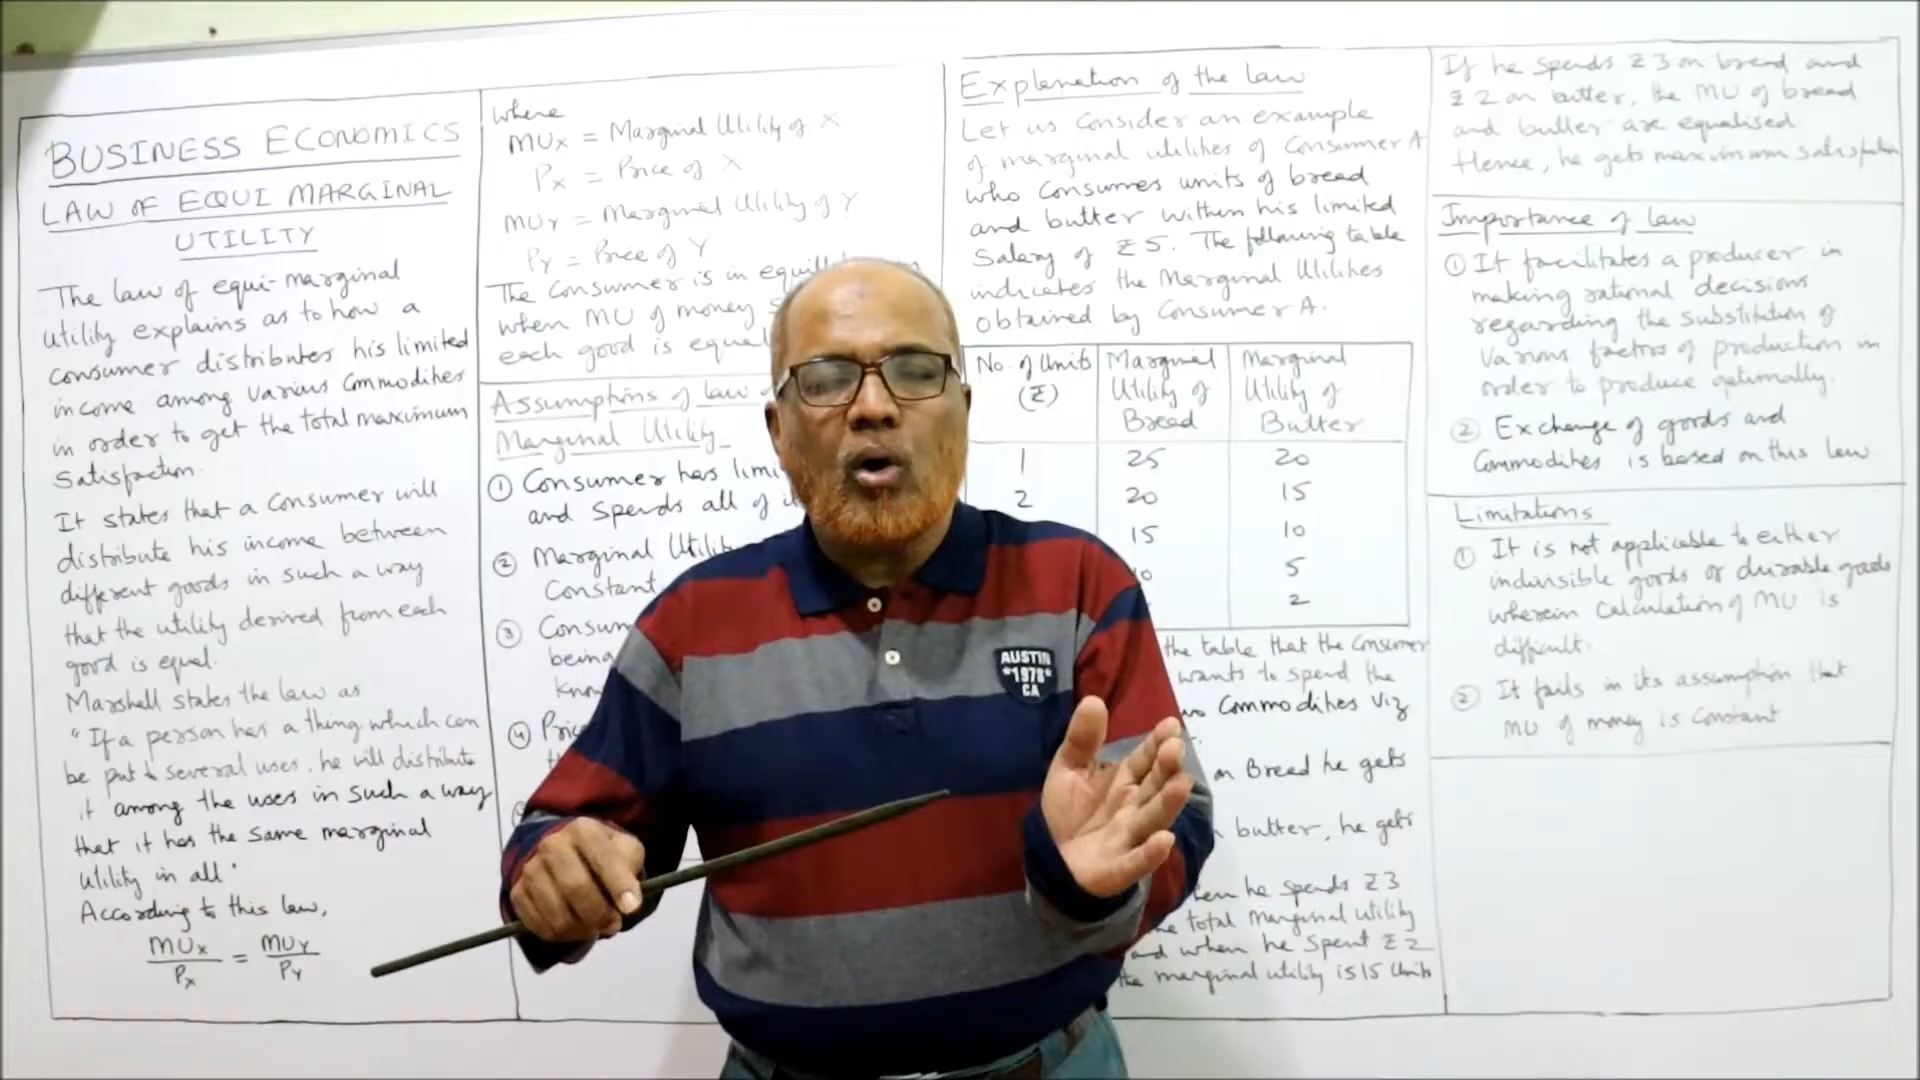 BUSINESS ECONOMICS
LAW OF EQUI MARGINAL
UTILITY
The law of equi-marginal
utility explains as to how a
consumer distributes his limited
income among various Commodities
in order to get the total maximum
Satisfaction.
It states that a Consumer will
distribute his income between
different goods in such a way
that the utility derived from each
good is equal.
Marshall states the law as
"If a person has a thing which can
be put to several uses, he will distribute
it among the uses in such a way
that it has the same marginal
utility in all"
According to this law,
MUx / Px = MUy / Py
where
MUx = Marginal Utility of X
Px = Price of X
MUy = Marginal Utility of Y
Py = Price of Y
The Consumer is in
when MU of money
each good is equal
Assumptions of law
Marginal Utility
① Consumer has
and Spends all of
② Marginal Utility
Constant
③
being
④
Explanation of the law
Let us Consider an example
of marginal utilities of Consumer A
who Consumes units of bread
and butter within his limited
Salary of ₹5. The following table
indicates the Marginal Utilities
Obtained by Consumer A.
No. of Units (₹) Marginal Utility of Bread Marginal Utility of Butter
1 25 20
2 20 15
15 10
5
2
the table that the Consumer
wants to spend the
Commodities viz
on Bread he gets
butter, he gets
he spends ₹3
total Marginal utility
and when he Spent ₹2
the marginal utility is 15 Units
If he spends ₹3 on bread and
₹2 on butter, the MU of bread
and butter are equalised.
Hence, he gets maximum satisfaction
Importance of law
① It facilitates a producer in
making rational decisions
regarding the substitution of
various factors of production in
order to produce optimally.
② Exchange of goods and
Commodities is based on this law
Limitations
① It is not applicable to either
indivisible goods or durable goods
wherein Calculation of MU is
difficult.
② It fails in its assumption that
MU of money is Constant
AUSTIN
*1978*
CA